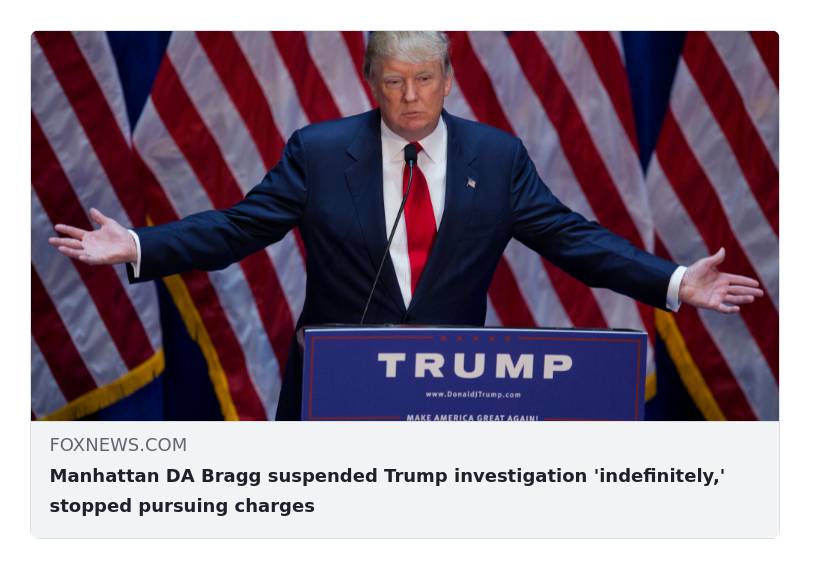 TRUMP
www.DonaldJTrump.com
MAKE AMERICA GREAT AGAIN!
FOXNEWS.COM
Manhattan DA Bragg suspended Trump investigation 'indefinitely,'
stopped pursuing charges